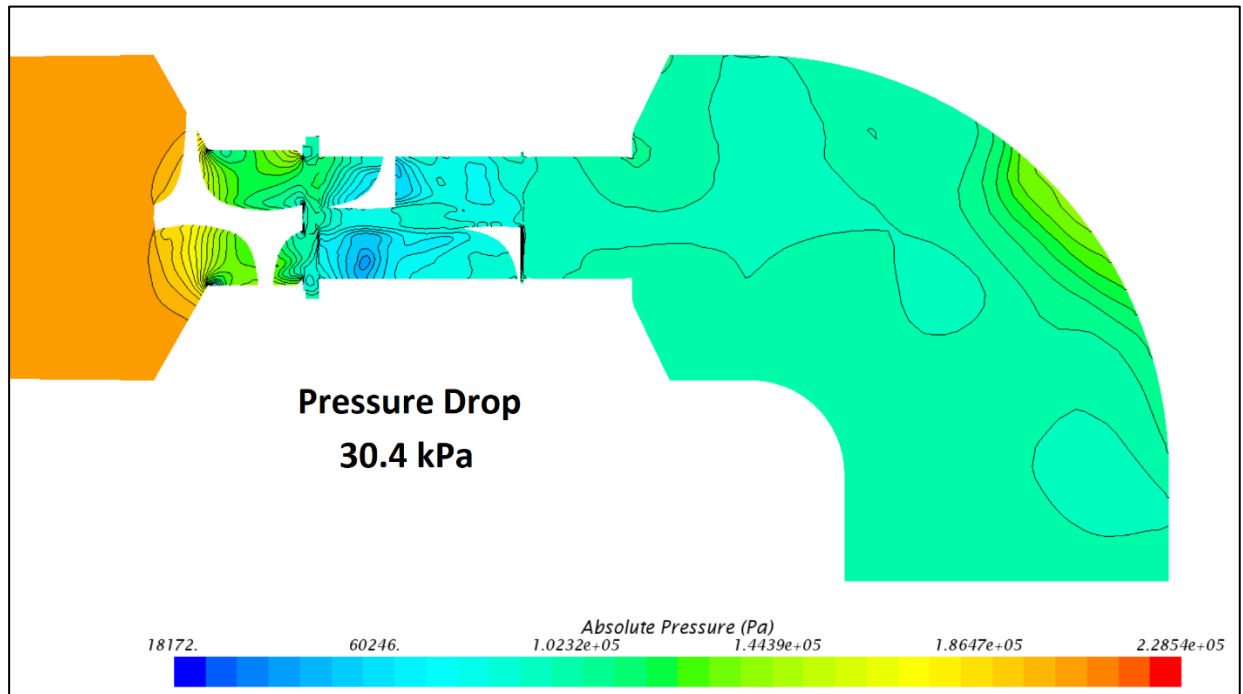 Pressure Drop
30.4 kPa
Absolute Pressure (Pa)
18172. 60246. 1.0232e+05 1.4439e+05 1.8647e+05 2.2854e+05